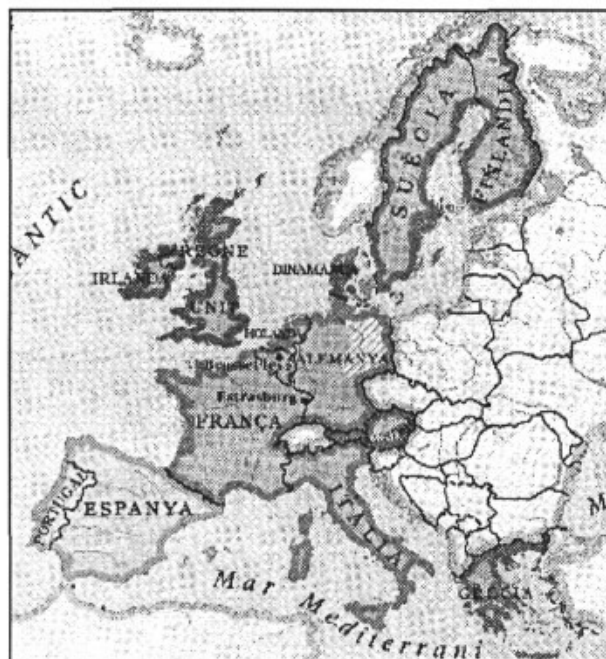 SUÈCIA
FINLÀNDIA
ANTIC
REGNE
UNIT
IRLANDA
DINAMARCA
HOLANDA
ALEMANYA
Estrasburg
FRANÇA
PORTUGAL
ESPANYA
ITÀLIA
GRÈCIA
M
Mar Mediterrani